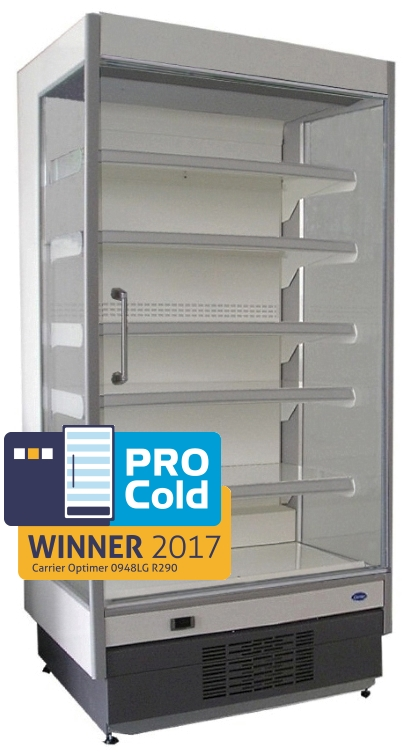 PRO
Cold
WINNER 2017
Carrier Optimer 0948LG R290